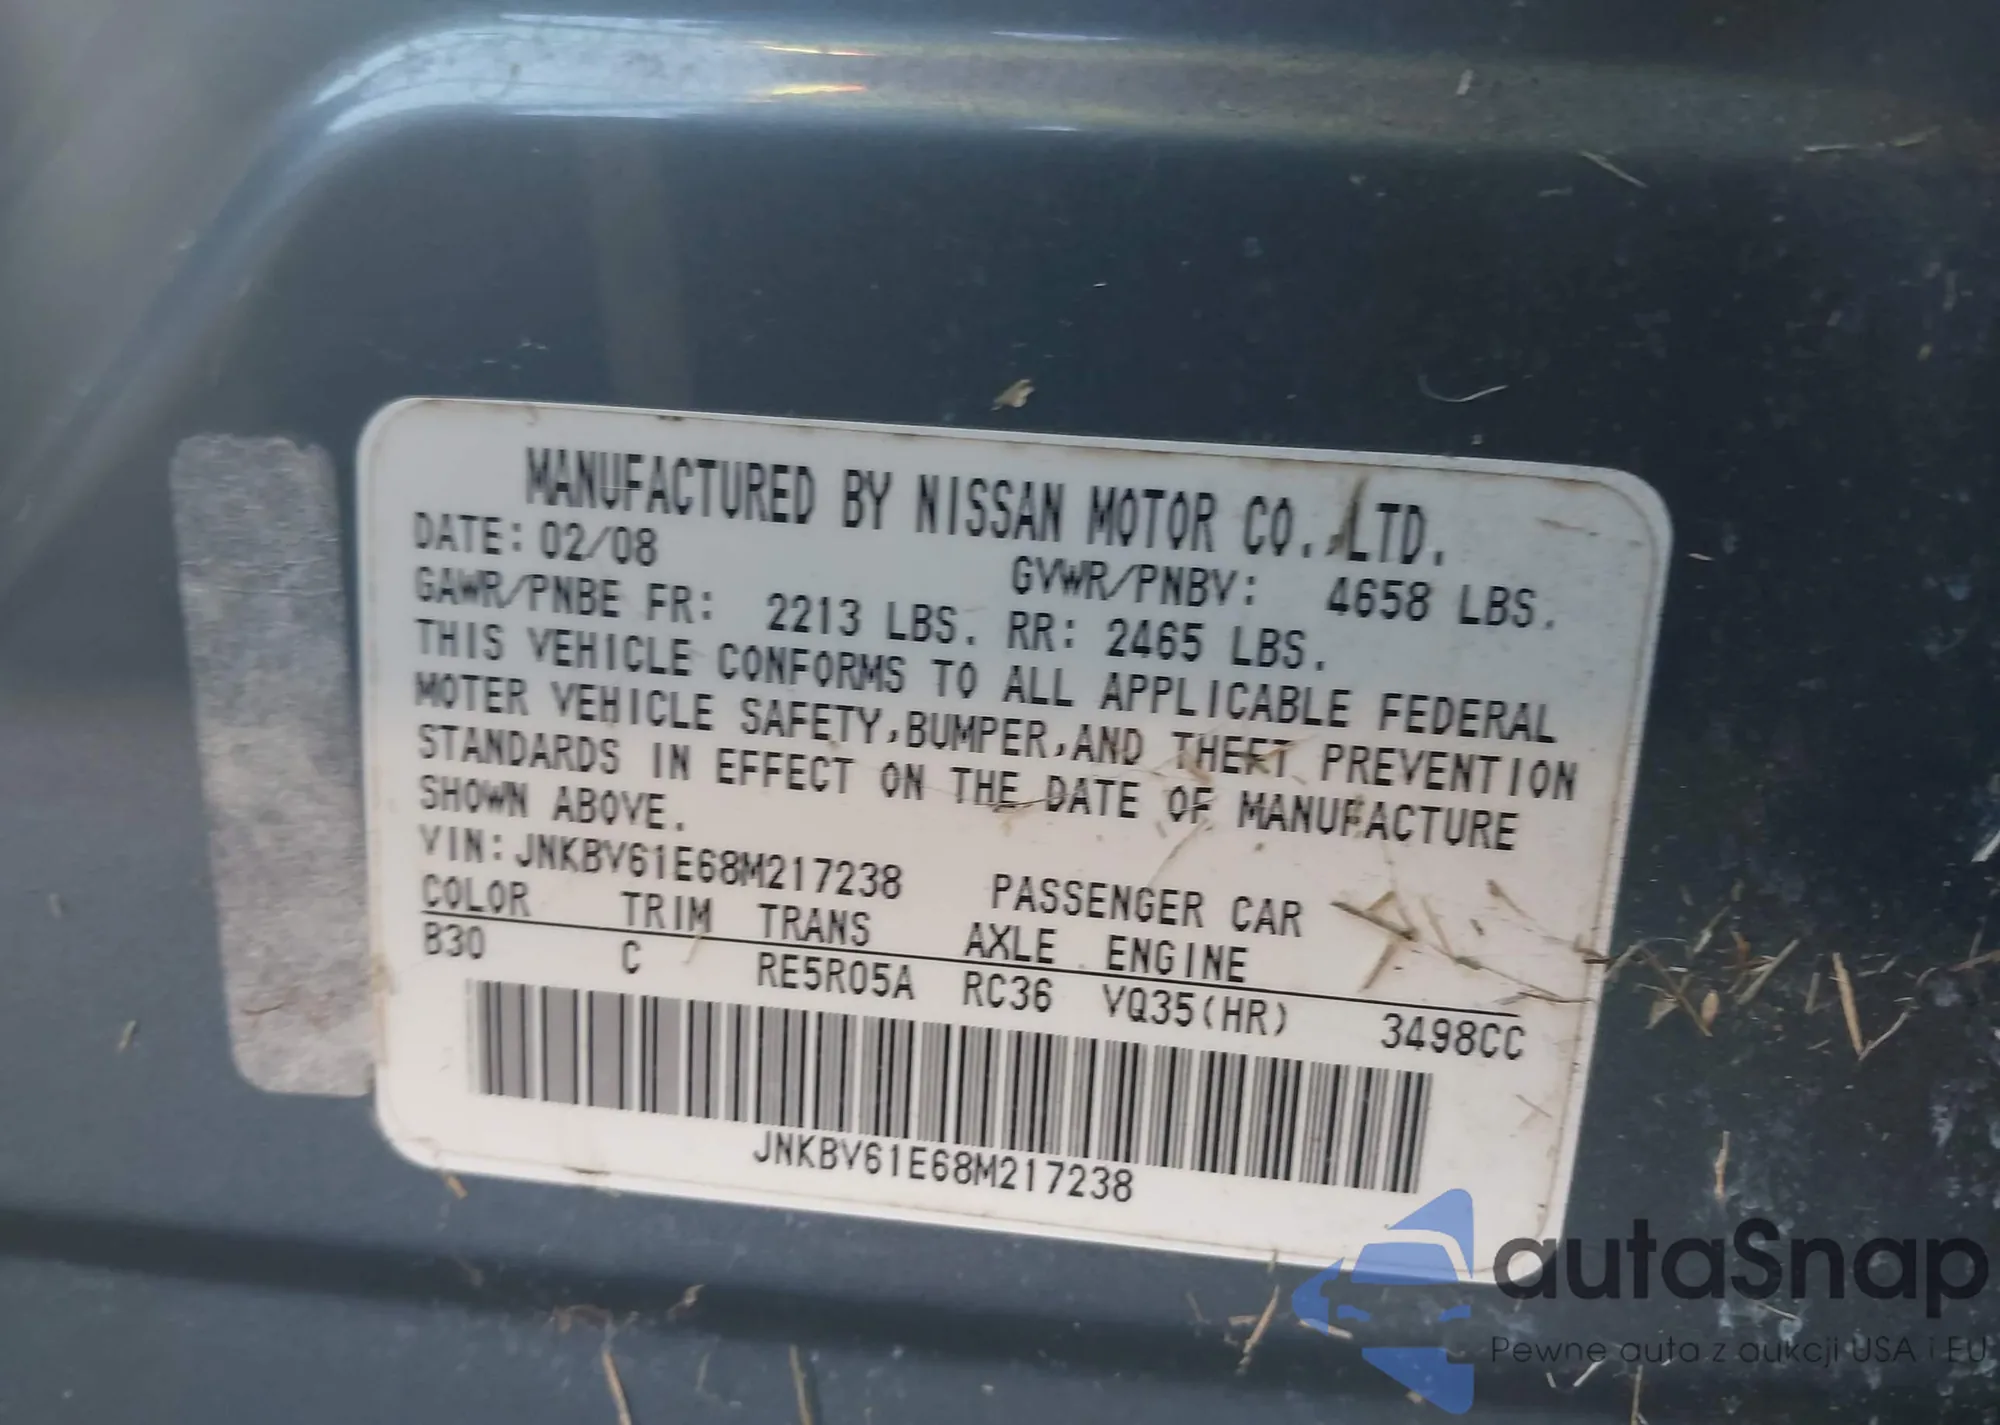 MANUFACTURED BY NISSAN MOTOR CO., LTD.
DATE: 02/08 GVWR/PNBV: 4658 LBS.
GAWR/PNBE FR: 2213 LBS. RR: 2465 LBS.
THIS VEHICLE CONFORMS TO ALL APPLICABLE FEDERAL
MOTER VEHICLE SAFETY,BUMPER,AND THEFT PREVENTION
STANDARDS IN EFFECT ON THE DATE OF MANUFACTURE
SHOWN ABOVE.
VIN: JNKBV61E68M217238 PASSENGER CAR
COLOR TRIM TRANS AXLE ENGINE
B30 C RE5R05A RC36 VQ35(HR) 3498CC
JNKBV61E68M217238
autaSnap
Pewne auta z aukcji USA i EU